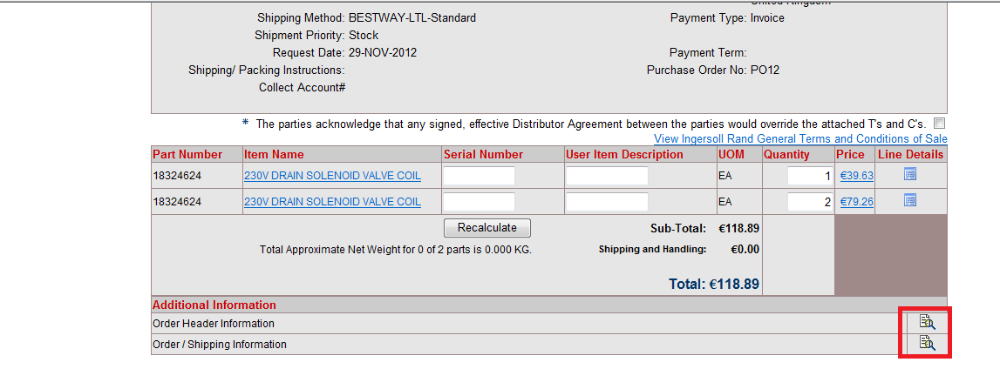 Shipping Method: BESTWAY-LTL-Standard Payment Type: Invoice
Shipment Priority: Stock
Request Date: 29-NOV-2012 Payment Term:
Shipping/ Packing Instructions: Purchase Order No: PO12
Collect Account#
* The parties acknowledge that any signed, effective Distributor Agreement between the parties would override the attached T's and C's.
View Ingersoll Rand General Terms and Conditions of Sale
Part Number Item Name Serial Number User Item Description UOM Quantity Price Line Details
18324624 230V DRAIN SOLENOID VALVE COIL EA 1 €39.63
18324624 230V DRAIN SOLENOID VALVE COIL EA 2 €79.26
Recalculate Sub-Total: €118.89
Total Approximate Net Weight for 0 of 2 parts is 0.000 KG. Shipping and Handling: €0.00
Total: €118.89
Additional Information
Order Header Information
Order / Shipping Information